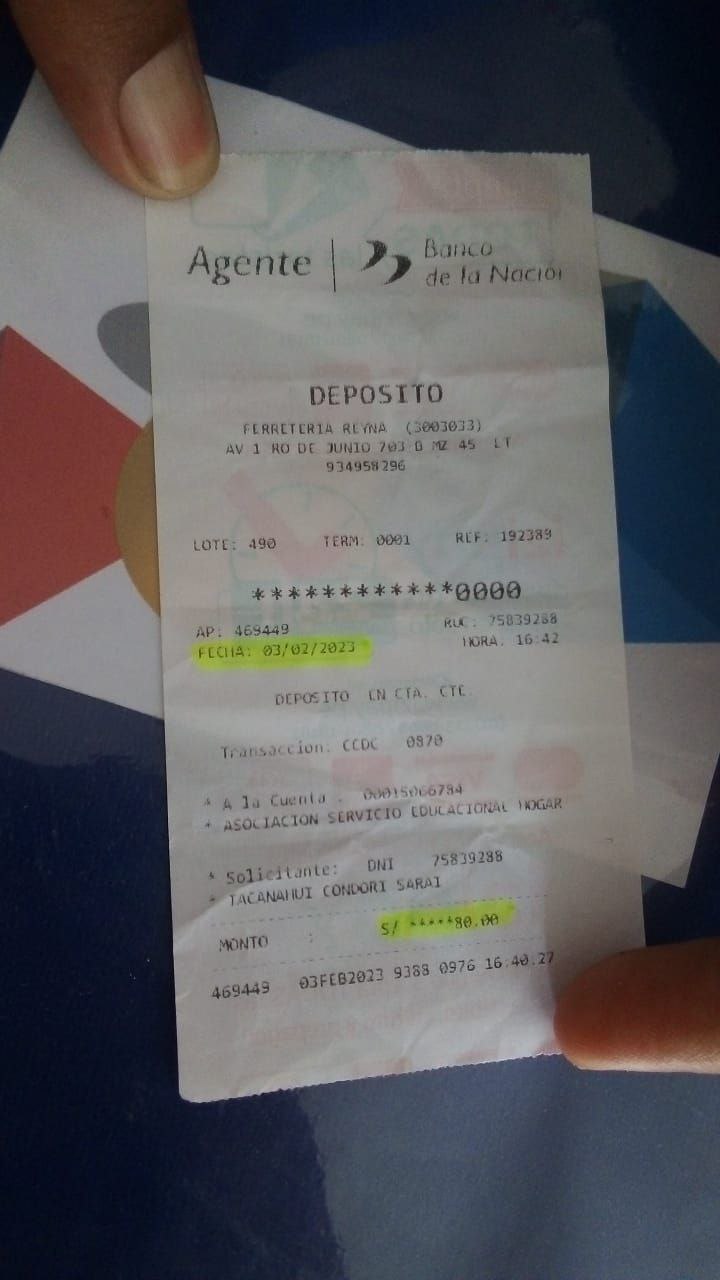 Agente | Banco
de la Nación
DEPOSITO
FERRETERIA REYNA (3003033)
AV 1 RO DE JUNIO 703 B MZ 45 LT
934958296
LOTE: 490 TERM: 0001 REF: 192389
************0000
AP: 469449 RUC: 75839288
FECHA: 03/02/2023 HORA. 16:42
DEPOSITO EN CTA. CTE.
Transaccion: CCDC 0870
* A la Cuenta . 00015066784
* ASOCIACION SERVICIO EDUCACIONAL HOGAR
* Solicitante: DNI 75839288
* TACANAHUI CONDORI SARAI
MONTO : S/ *****80.00
469449 03FEB2023 9388 0976 16:40.27